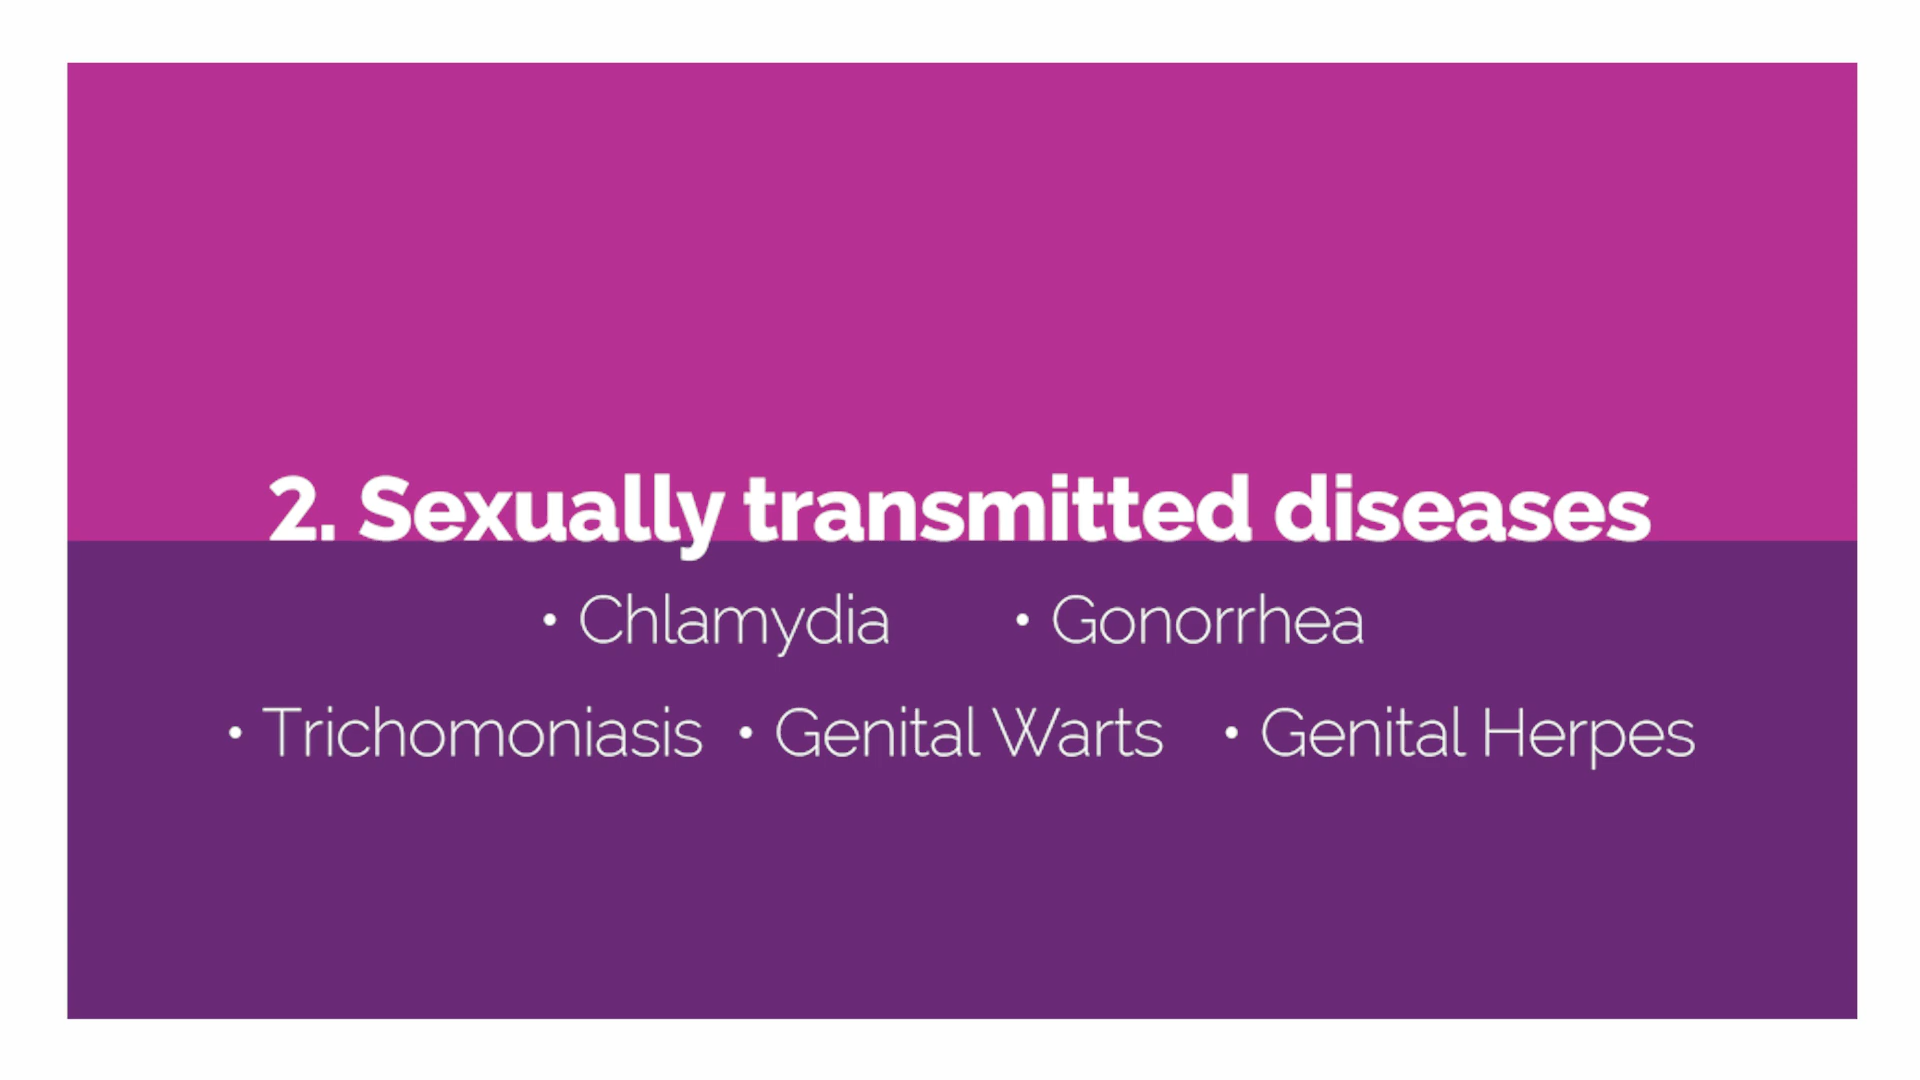 2. Sexually transmitted diseases
• Chlamydia • Gonorrhea
• Trichomoniasis • Genital Warts • Genital Herpes